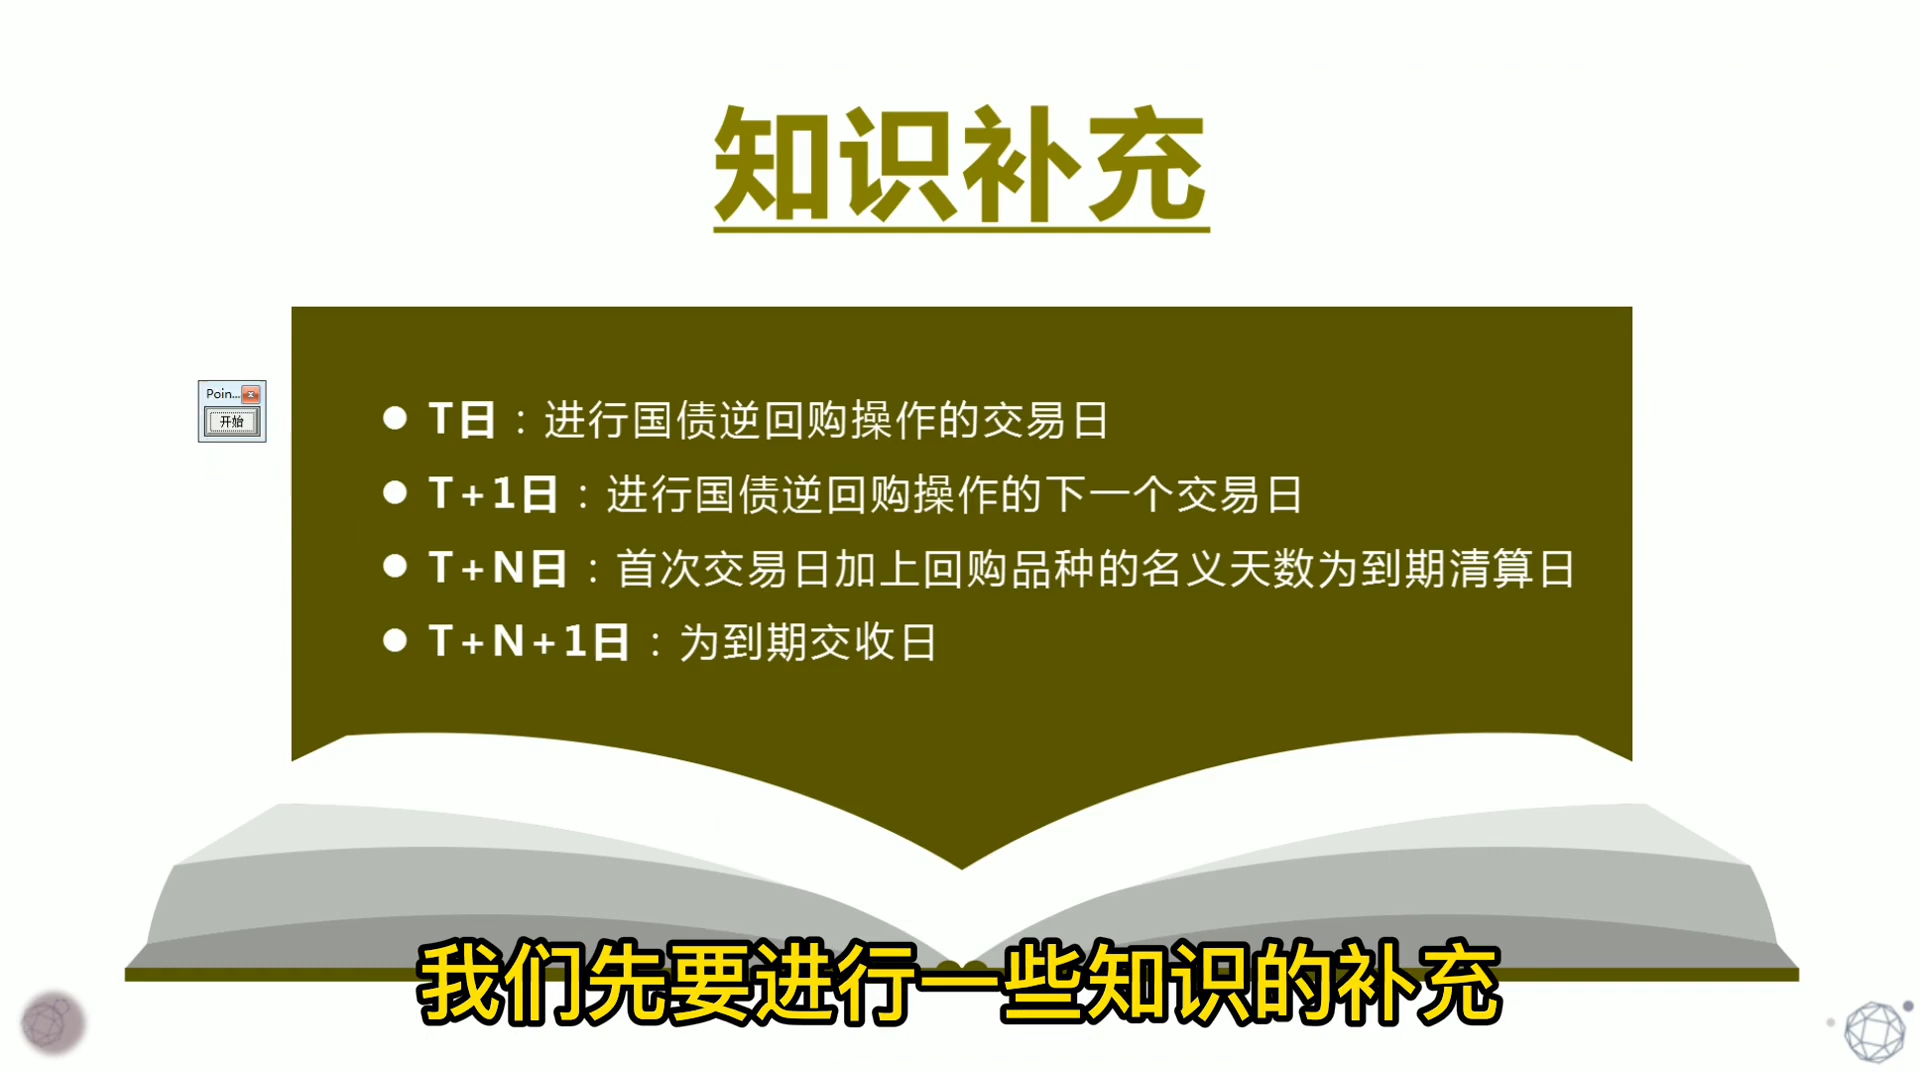 知识补充
Poin...
开始
T日：进行国债逆回购操作的交易日
T+1日：进行国债逆回购操作的下一个交易日
T+N日：首次交易日加上回购品种的名义天数为到期清算日
T+N+1日：为到期交收日
我们先要进行一些知识的补充